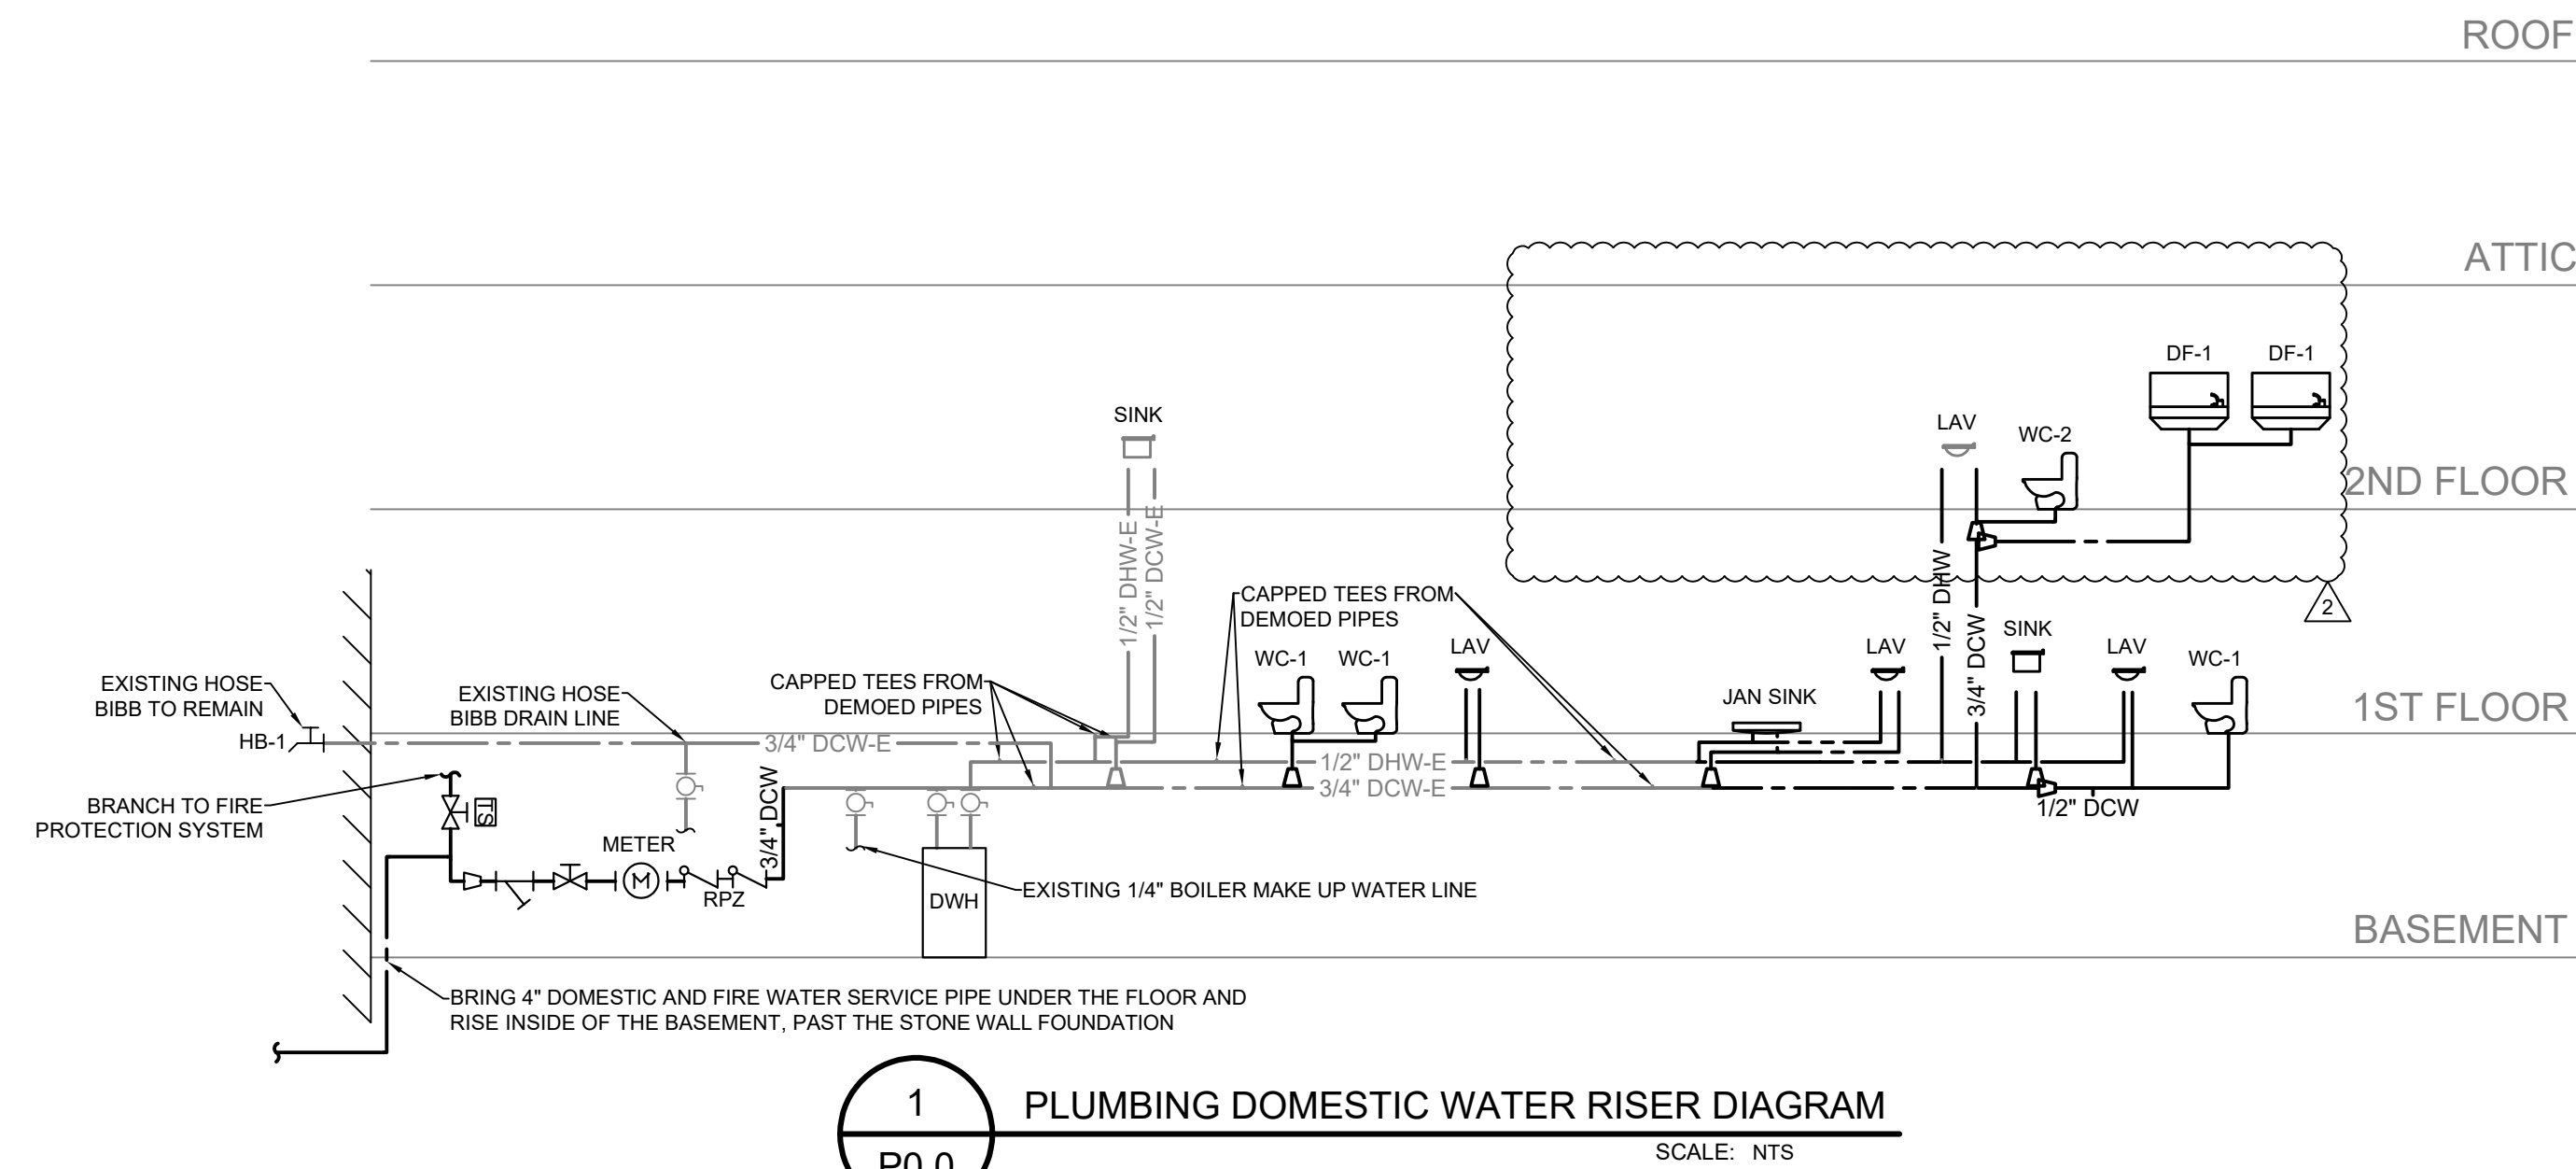 ROOF
ATTIC
DF-1 DF-1
SINK
LAV
WC-2
2ND FLOOR
1/2" DHW-E
1/2" DCW-E
1/2" DHW
3/4" DCW
2
CAPPED TEES FROM
DEMOED PIPES
WC-1 WC-1 LAV
LAV SINK LAV WC-1
EXISTING HOSE
BIBB TO REMAIN
HB-1
EXISTING HOSE
BIBB DRAIN LINE
CAPPED TEES FROM
DEMOED PIPES
JAN SINK
1ST FLOOR
3/4" DCW-E
1/2" DHW-E
3/4" DCW-E
1/2" DCW
BRANCH TO FIRE
PROTECTION SYSTEM
TS
METER
M
RPZ
3/4" DCW
DWH
EXISTING 1/4" BOILER MAKE UP WATER LINE
BASEMENT
BRING 4" DOMESTIC AND FIRE WATER SERVICE PIPE UNDER THE FLOOR AND
RISE INSIDE OF THE BASEMENT, PAST THE STONE WALL FOUNDATION
1
PLUMBING DOMESTIC WATER RISER DIAGRAM
P0.0
SCALE: NTS